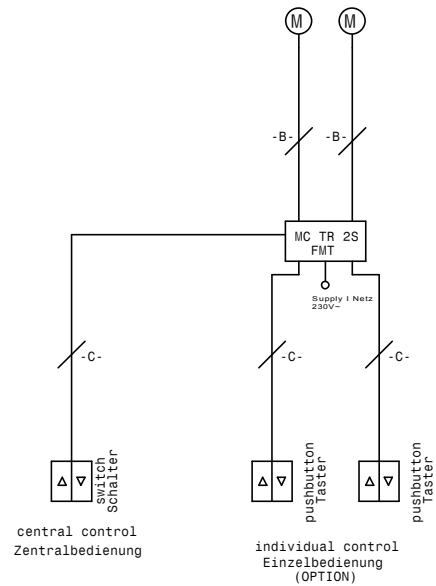 M M
-B- -B-
MC TR 2S
FMT
Supply I Netz
230V~
-C- -C- -C-
switch
Schalter
pushbutton
Taster
pushbutton
Taster
central control
Zentralbedienung
individual control
Einzelbedienung
(OPTION)